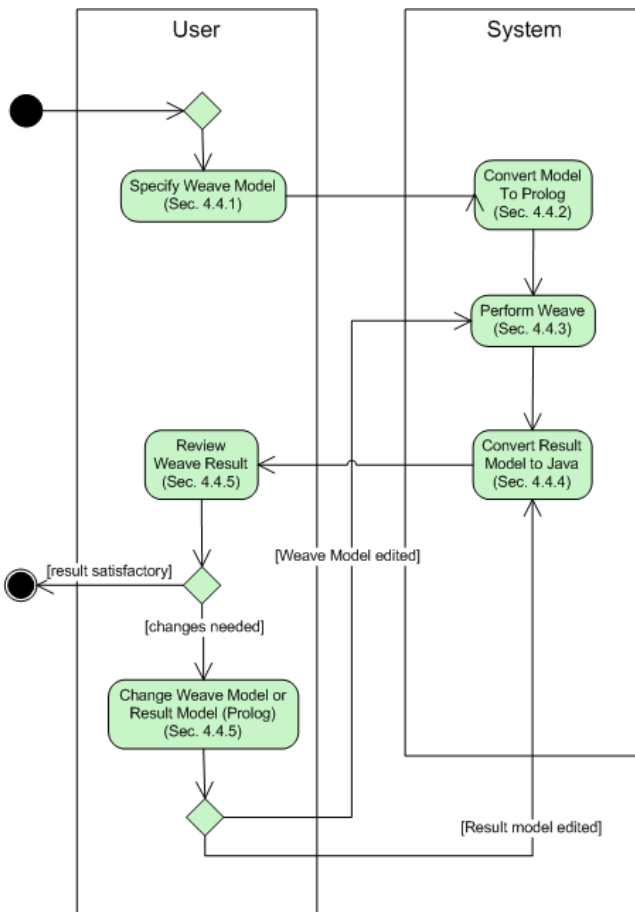 User
System
Specify Weave Model
(Sec. 4.4.1)
Convert Model
To Prolog
(Sec. 4.4.2)
Perform Weave
(Sec. 4.4.3)
Review
Weave Result
(Sec. 4.4.5)
Convert Result
Model to Java
(Sec. 4.4.4)
[Weave Model edited]
[result satisfactory]
[changes needed]
Change Weave Model or
Result Model (Prolog)
(Sec. 4.4.5)
[Result model edited]